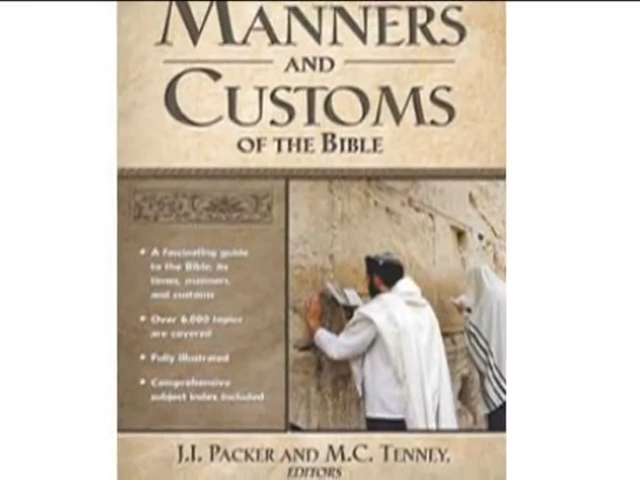 MANNERS
AND
CUSTOMS
OF THE BIBLE
• A fascinating guide
to the Bible, its
times, manners,
and customs
• Over 6,000 topics
are covered
• Fully illustrated
• Comprehensive
subject index included
J.I. PACKER AND M.C. TENNEY,
EDITORS